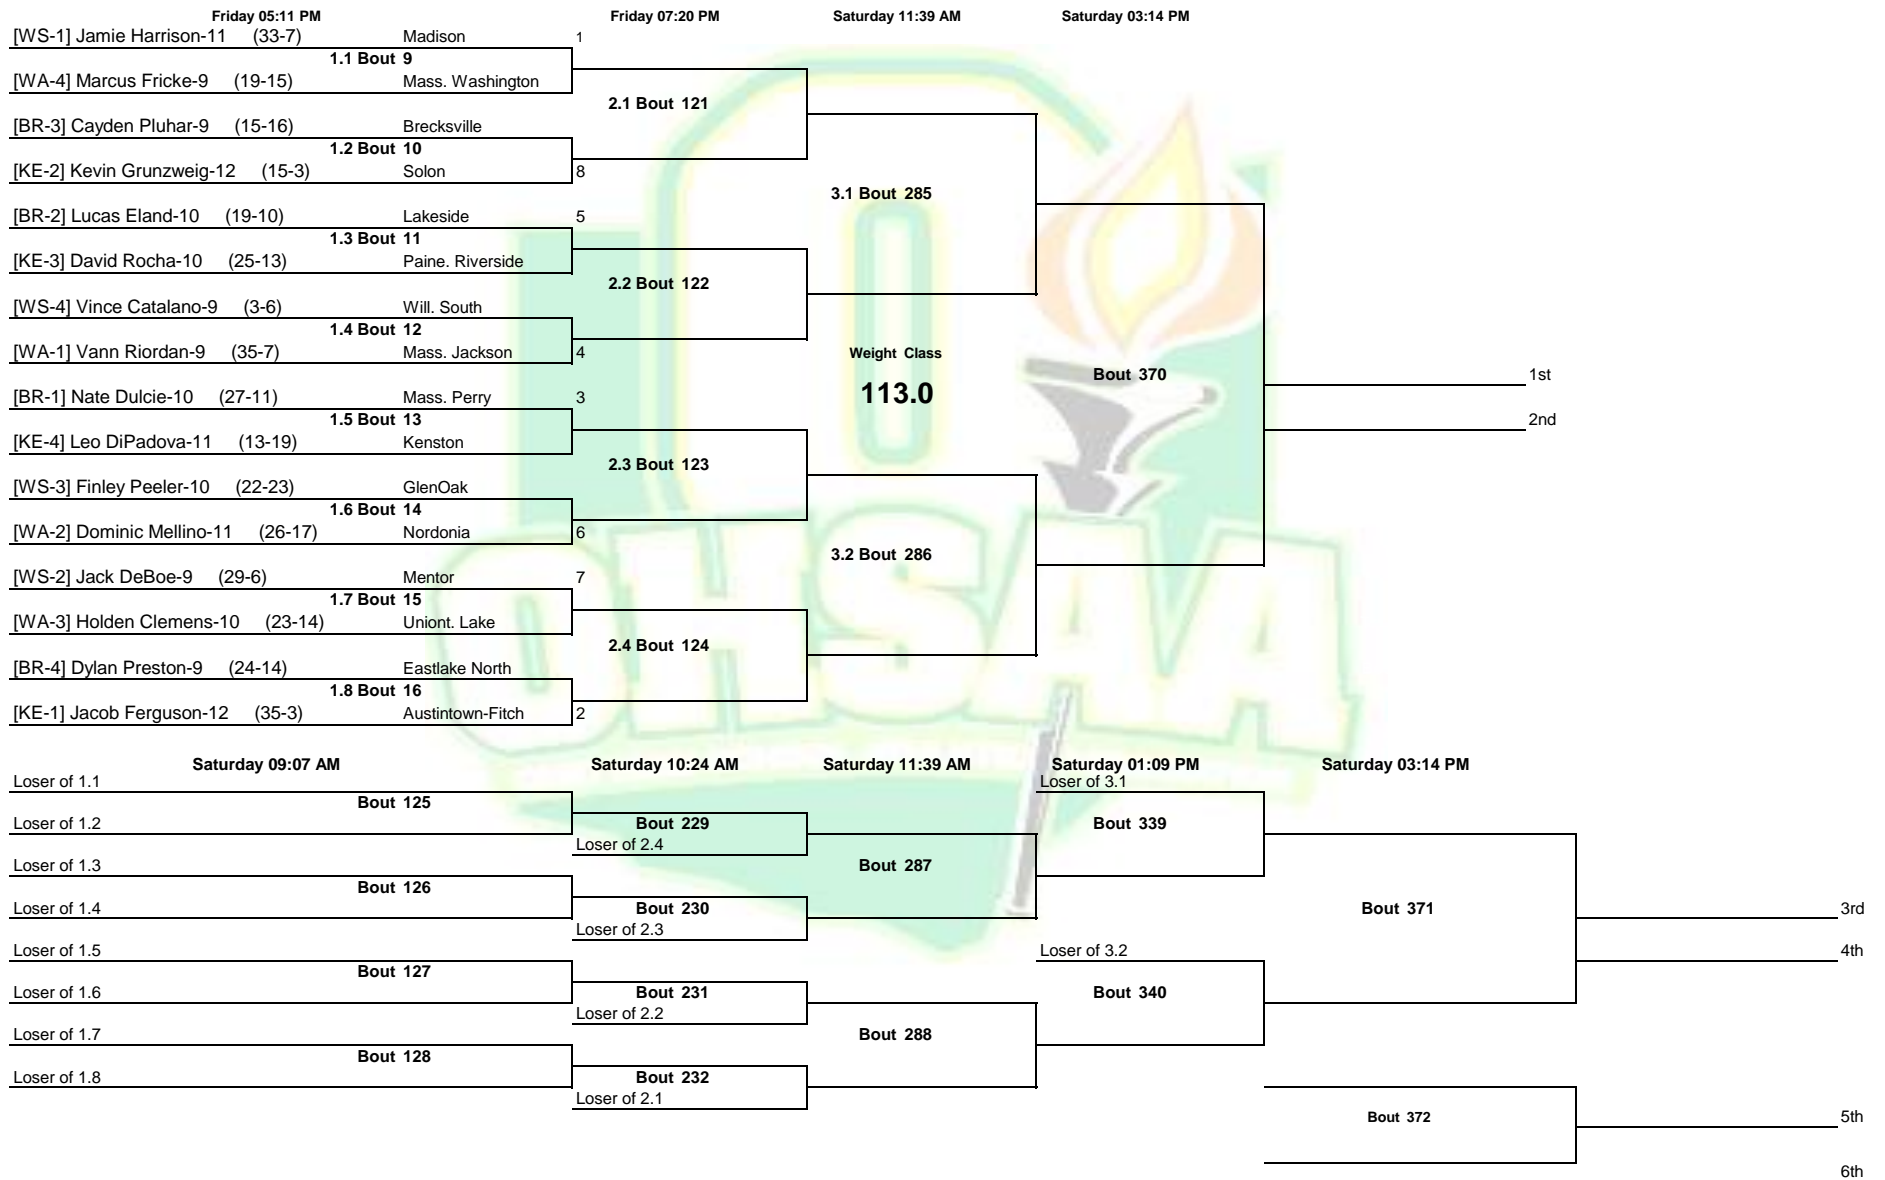 Friday 05:11 PM Friday 07:20 PM Saturday 11:39 AM Saturday 03:14 PM
[WS-1] Jamie Harrison-11 (33-7) Madison 1
1.1 Bout 9
[WA-4] Marcus Fricke-9 (19-15) Mass. Washington
2.1 Bout 121
[BR-3] Cayden Pluhar-9 (15-16) Brecksville
1.2 Bout 10
[KE-2] Kevin Grunzweig-12 (15-3) Solon 8
3.1 Bout 285
[BR-2] Lucas Eland-10 (19-10) Lakeside 5
1.3 Bout 11
[KE-3] David Rocha-10 (25-13) Paine. Riverside
2.2 Bout 122
[WS-4] Vince Catalano-9 (3-6) Will. South
1.4 Bout 12
[WA-1] Vann Riordan-9 (35-7) Mass. Jackson 4
Weight Class
Bout 370 1st
113.0
[BR-1] Nate Dulcie-10 (27-11) Mass. Perry 3
1.5 Bout 13 2nd
[KE-4] Leo DiPadova-11 (13-19) Kenston
2.3 Bout 123
[WS-3] Finley Peeler-10 (22-23) GlenOak
1.6 Bout 14
[WA-2] Dominic Mellino-11 (26-17) Nordonia 6
3.2 Bout 286
[WS-2] Jack DeBoe-9 (29-6) Mentor 7
1.7 Bout 15
[WA-3] Holden Clemens-10 (23-14) Uniont. Lake
2.4 Bout 124
[BR-4] Dylan Preston-9 (24-14) Eastlake North
1.8 Bout 16
[KE-1] Jacob Ferguson-12 (35-3) Austintown-Fitch 2
OHSAA
Saturday 09:07 AM Saturday 10:24 AM Saturday 11:39 AM Saturday 01:09 PM Saturday 03:14 PM
Loser of 1.1 Loser of 3.1
Bout 125
Loser of 1.2 Bout 229 Bout 339
Loser of 2.4
Loser of 1.3 Bout 287
Bout 126
Loser of 1.4 Bout 230 Bout 371 3rd
Loser of 2.3
Loser of 1.5 Loser of 3.2 4th
Bout 127
Loser of 1.6 Bout 231 Bout 340
Loser of 2.2
Loser of 1.7 Bout 288
Bout 128
Loser of 1.8 Bout 232
Loser of 2.1
Bout 372 5th
6th